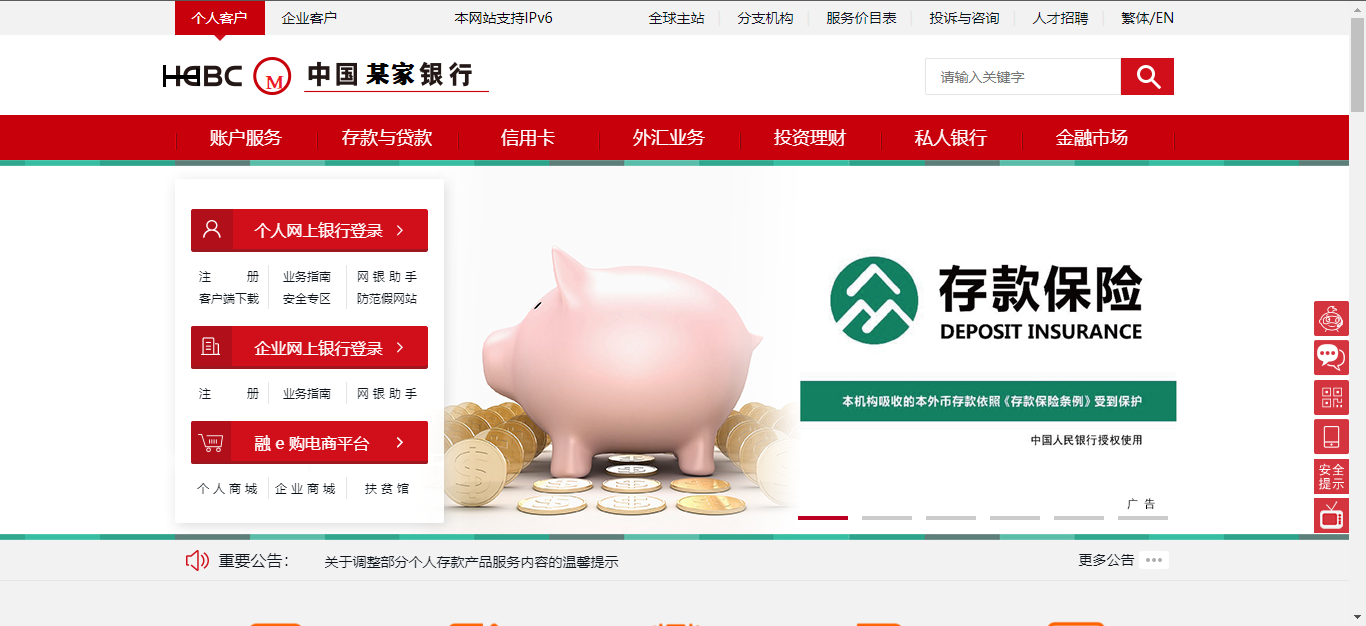 个人客户 企业客户 本网站支持IPv6 全球主站 分支机构 服务价目表 投诉与咨询 人才招聘 繁体/EN
HBC M 中国某家银行 请输入关键字
账户服务 存款与贷款 信用卡 外汇业务 投资理财 私人银行 金融市场
个人网上银行登录 >
注 册 业务指南 网银助手
客户端下载 安全专区 防范假网站
企业网上银行登录 >
注 册 业务指南 网银助手
融 e 购电商平台 >
个人商城 企业商城 扶贫馆
存款保险
DEPOSIT INSURANCE
本机构吸收的本外币存款依照《存款保险条例》受到保护
中国人民银行授权使用
广告
安全
提示
重要公告： 关于调整部分个人存款产品服务内容的温馨提示 更多公告